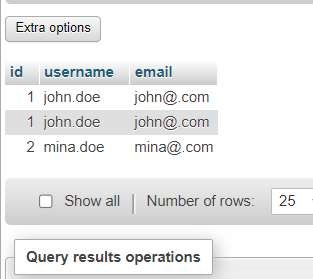 Extra options
id username email
1 john.doe john@.com
1 john.doe john@.com
2 mina.doe mina@.com
Show all | Number of rows: 25
Query results operations